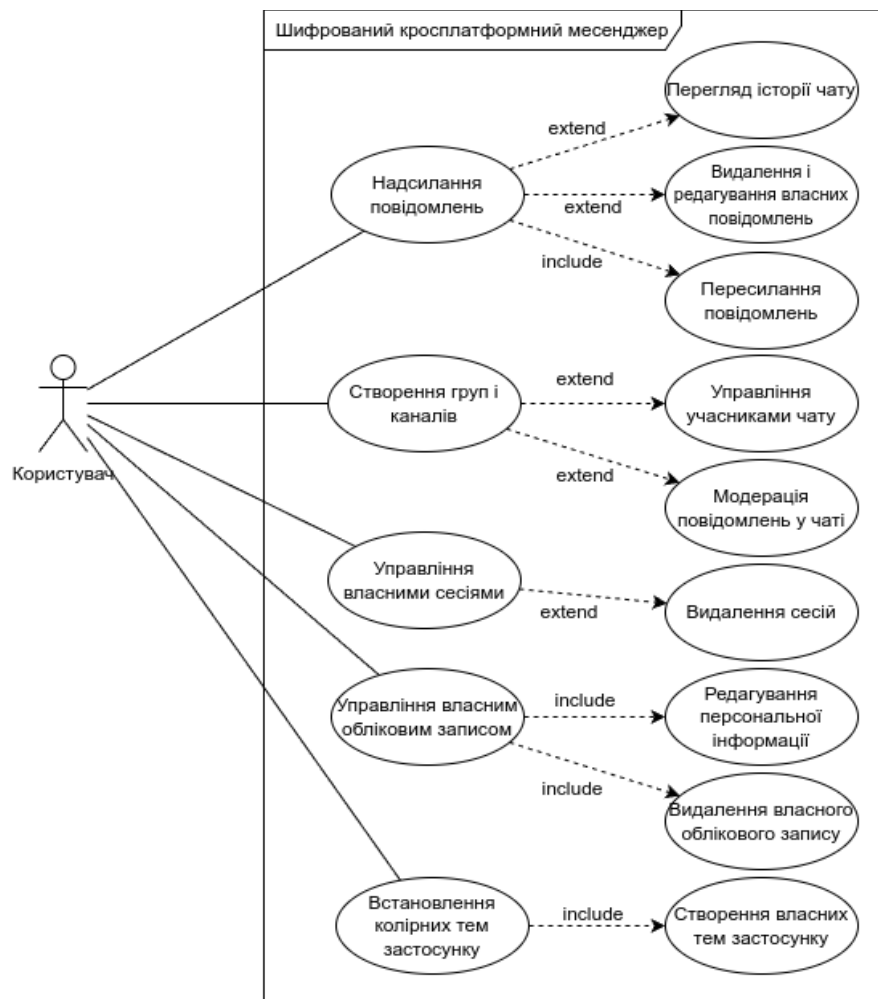 Шифрований кросплатформний месенджер
Перегляд історії чату
extend
Надсилання
повідомлень
extend
Видалення і
редагування власних
повідомлень
include
Пересилання
повідомлень
Користувач
Створення груп і
каналів
extend
Управління
учасниками чату
extend
Модерація
повідомлень у чаті
Управління
власними сесіями
extend
Видалення сесій
Управління власним
обліковим записом
include
Редагування
персональної
інформації
include
Видалення власного
облікового запису
Встановлення
колірних тем
застосунку
include
Створення власних
тем застосунку